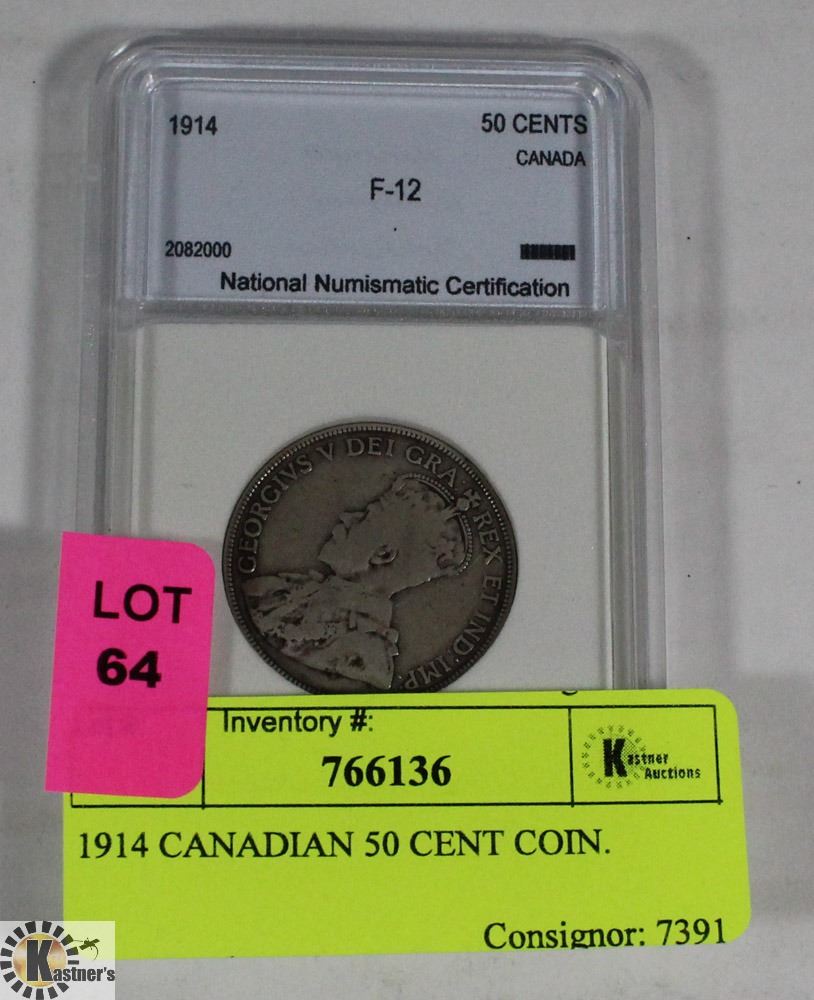 1914 50 CENTS
CANADA
F-12
2082000
National Numismatic Certification
GEORGIVS V DEI GRA: REX ET IND: IMP:
LOT
64
Inventory #:
766136
Kastner
Auctions
1914 CANADIAN 50 CENT COIN.
Consignor: 7391
Kastner's